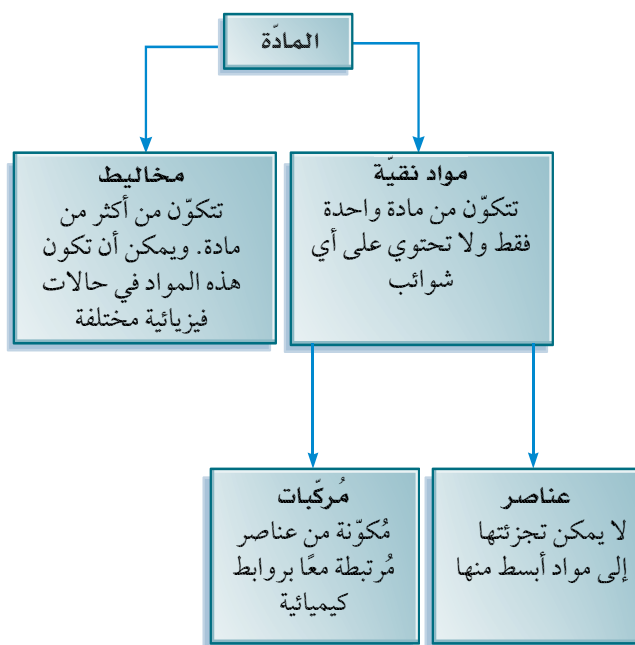 المادّة
مواد نقيّة
تتكوّن من مادة واحدة
فقط ولا تحتوي على أي
شوائب
مخاليط
تتكوّن من أكثر من
مادة. ويمكن أن تكون
هذه المواد في حالات
فيزيائية مختلفة
عناصر
لا يمكن تجزئتها
إلى مواد أبسط منها
مُركّبات
مُكوّنة من عناصر
مُرتبطة معًا بروابط
كيميائية